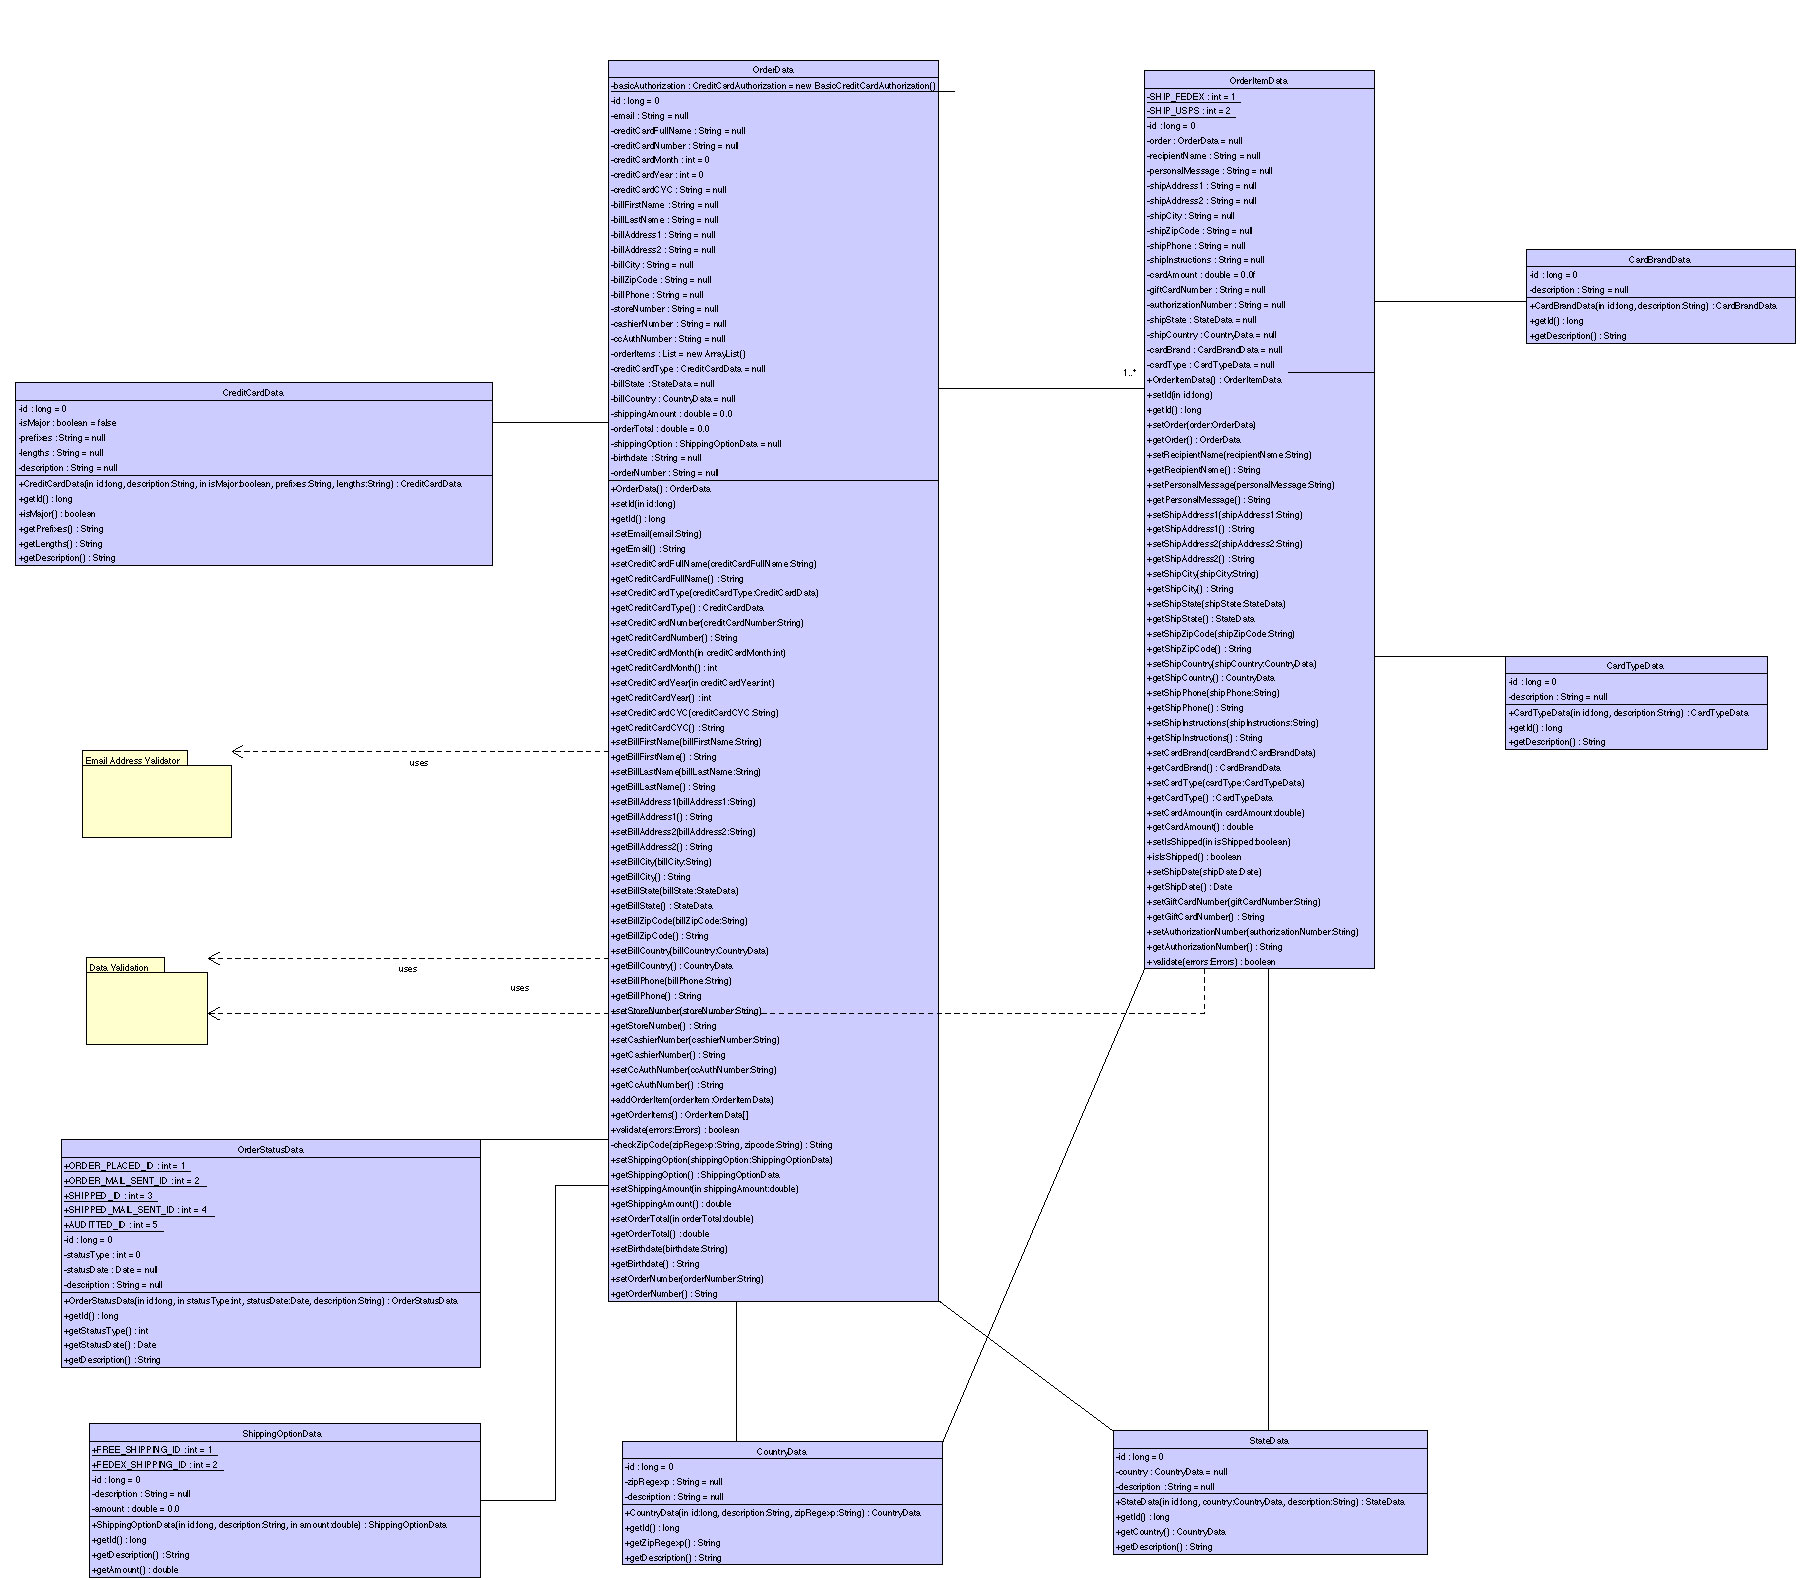 OrderData
-basicAuthorization : CreditCardAuthorization = new BasicCreditCardAuthorization()
-id : long = 0
-email : String = null
-creditCardFullName : String = null
-creditCardNumber : String = null
-creditCardMonth : int = 0
-creditCardYear : int = 0
-creditCardCYC : String = null
-billFirstName : String = null
-billLastName : String = null
-billAddress1 : String = null
-billAddress2 : String = null
-billCity : String = null
-billZipCode : String = null
-billPhone : String = null
-storeNumber : String = null
-cashierNumber : String = null
-ccAuthNumber : String = null
-orderItems : List = new ArrayList()
-creditCardType : CreditCardData = null
-billState : StateData = null
-billCountry : CountryData = null
-shippingAmount : double = 0.0
-orderTotal : double = 0.0
-shippingOption : ShippingOptionData = null
-birthdate : String = null
-orderNumber : String = null
+OrderData() : OrderData
+setId(in id:long)
+getId() : long
+setEmail(email:String)
+getEmail() : String
+setCreditCardFullName(creditCardFullName:String)
+getCreditCardFullName() : String
+setCreditCardType(creditCardType:CreditCardData)
+getCreditCardType() : CreditCardData
+setCreditCardNumber(creditCardNumber:String)
+getCreditCardNumber() : String
+setCreditCardMonth(in creditCardMonth:int)
+getCreditCardMonth() : int
+setCreditCardYear(in creditCardYear:int)
+getCreditCardYear() : int
+setCreditCardCYC(creditCardCYC:String)
+getCreditCardCYC() : String
+setBillFirstName(billFirstName:String)
+getBillFirstName() : String
+setBillLastName(billLastName:String)
+getBillLastName() : String
+setBillAddress1(billAddress1:String)
+getBillAddress1() : String
+setBillAddress2(billAddress2:String)
+getBillAddress2() : String
+setBillCity(billCity:String)
+getBillCity() : String
+setBillState(billState:StateData)
+getBillState() : StateData
+setBillZipCode(billZipCode:String)
+getBillZipCode() : String
+setBillCountry(billCountry:CountryData)
+getBillCountry() : CountryData
+setBillPhone(billPhone:String)
+getBillPhone() : String
+setStoreNumber(storeNumber:String)
+getStoreNumber() : String
+setCashierNumber(cashierNumber:String)
+getCashierNumber() : String
+setCcAuthNumber(ccAuthNumber:String)
+getCcAuthNumber() : String
+addOrderItem(orderItem:OrderItemData)
+getOrderItems() : OrderItemData[]
+validate(errors:Errors) : boolean
-checkZipCode(zipRegexp:String, zipcode:String) : String
+setShippingOption(shippingOption:ShippingOptionData)
+getShippingOption() : ShippingOptionData
+setShippingAmount(in shippingAmount:double)
+getShippingAmount() : double
+setOrderTotal(in orderTotal:double)
+getOrderTotal() : double
+setBirthdate(birthdate:String)
+getBirthdate() : String
+setOrderNumber(orderNumber:String)
+getOrderNumber() : String
OrderItemData
-SHIP_FEDEX : int = 1
-SHIP_USPS : int = 2
-id : long = 0
-order : OrderData = null
-recipientName : String = null
-personalMessage : String = null
-shipAddress1 : String = null
-shipAddress2 : String = null
-shipCity : String = null
-shipZipCode : String = null
-shipPhone : String = null
-shipInstructions : String = null
-cardAmount : double = 0.0f
-giftCardNumber : String = null
-authorizationNumber : String = null
-shipState : StateData = null
-shipCountry : CountryData = null
-cardBrand : CardBrandData = null
-cardType : CardTypeData = null
+OrderItemData() : OrderItemData
+setId(in id:long)
+getId() : long
+setOrder(order:OrderData)
+getOrder() : OrderData
+setRecipientName(recipientName:String)
+getRecipientName() : String
+setPersonalMessage(personalMessage:String)
+getPersonalMessage() : String
+setShipAddress1(shipAddress1:String)
+getShipAddress1() : String
+setShipAddress2(shipAddress2:String)
+getShipAddress2() : String
+setShipCity(shipCity:String)
+getShipCity() : String
+setShipState(shipState:StateData)
+getShipState() : StateData
+setShipZipCode(shipZipCode:String)
+getShipZipCode() : String
+setShipCountry(shipCountry:CountryData)
+getShipCountry() : CountryData
+setShipPhone(shipPhone:String)
+getShipPhone() : String
+setShipInstructions(shipInstructions:String)
+getShipInstructions() : String
+setCardBrand(cardBrand:CardBrandData)
+getCardBrand() : CardBrandData
+setCardType(cardType:CardTypeData)
+getCardType() : CardTypeData
+setCardAmount(in cardAmount:double)
+getCardAmount() : double
+setIsShipped(in isShipped:boolean)
+isIsShipped() : boolean
+setShipDate(shipDate:Date)
+getShipDate() : Date
+setGiftCardNumber(giftCardNumber:String)
+getGiftCardNumber() : String
+setAuthorizationNumber(authorizationNumber:String)
+getAuthorizationNumber() : String
+validate(errors:Errors) : boolean
1..*
CardBrandData
-id : long = 0
-description : String = null
+CardBrandData(in id:long, description:String) : CardBrandData
+getId() : long
+getDescription() : String
CreditCardData
-id : long = 0
-isMajor : boolean = false
-prefixes : String = null
-lengths : String = null
-description : String = null
+CreditCardData(in id:long, description:String, in isMajor:boolean, prefixes:String, lengths:String) : CreditCardData
+getId() : long
+isMajor() : boolean
+getPrefixes() : String
+getLengths() : String
+getDescription() : String
CardTypeData
-id : long = 0
-description : String = null
+CardTypeData(in id:long, description:String) : CardTypeData
+getId() : long
+getDescription() : String
Email Address Validator
uses
Data Validation
uses
uses
OrderStatusData
+ORDER_PLACED_ID : int = 1
+ORDER_MAIL_SENT_ID : int = 2
+SHIPPED_ID : int = 3
+SHIPPED_MAIL_SENT_ID : int = 4
+AUDITTED_ID : int = 5
-id : long = 0
-statusType : int = 0
-statusDate : Date = null
-description : String = null
+OrderStatusData(in id:long, in statusType:int, statusDate:Date, description:String) : OrderStatusData
+getId() : long
+getStatusType() : int
+getStatusDate() : Date
+getDescription() : String
ShippingOptionData
+FREE_SHIPPING_ID : int = 1
+FEDEX_SHIPPING_ID : int = 2
-id : long = 0
-description : String = null
-amount : double = 0.0
+ShippingOptionData(in id:long, description:String, in amount:double) : ShippingOptionData
+getId() : long
+getDescription() : String
+getAmount() : double
CountryData
-id : long = 0
-zipRegexp : String = null
-description : String = null
+CountryData(in id:long, description:String, zipRegexp:String) : CountryData
+getId() : long
+getZipRegexp() : String
+getDescription() : String
StateData
-id : long = 0
-country : CountryData = null
-description : String = null
+StateData(in id:long, country:CountryData, description:String) : StateData
+getId() : long
+getCountry() : CountryData
+getDescription() : String